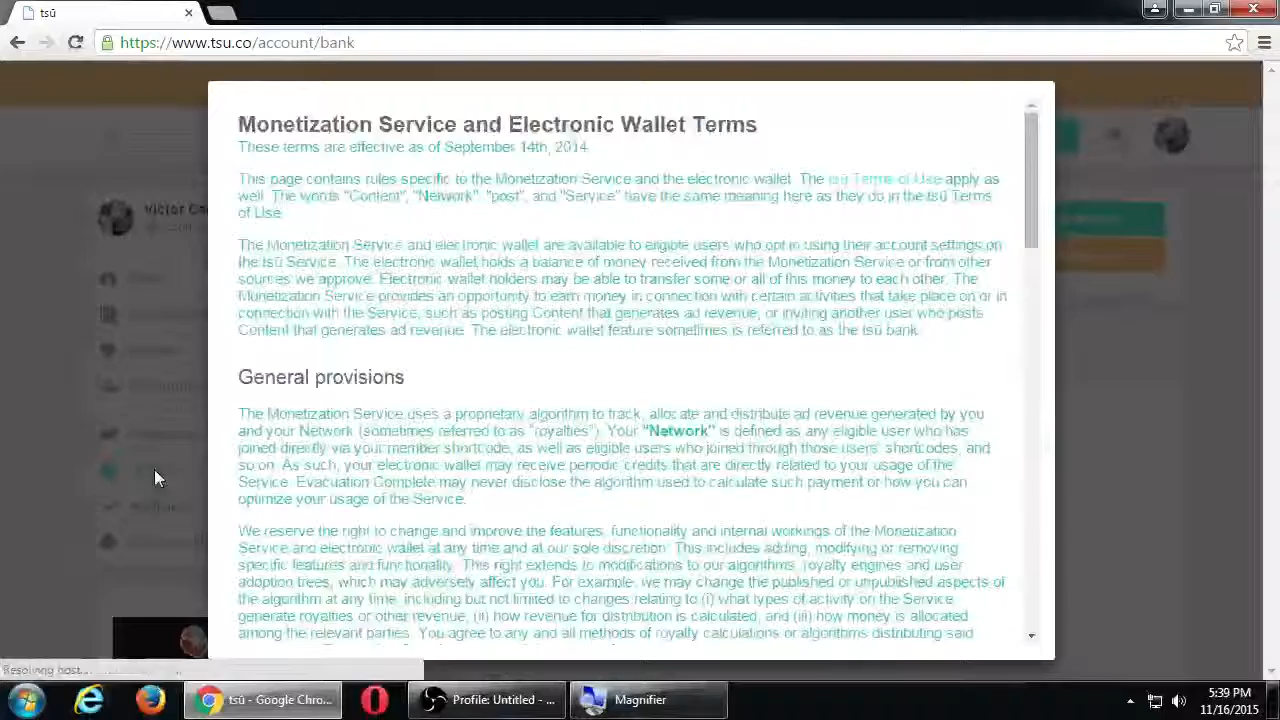 tsū
https://www.tsu.co/account/bank
Monetization Service and Electronic Wallet Terms
These terms are effective as of September 14th, 2014
This page contains rules specific to the Monetization Service and the electronic wallet. The tsū Terms of Use apply as
well. The words "Content", "Network", "post", and "Service" have the same meaning here as they do in the tsū Terms
of Use.
The Monetization Service and electronic wallet are available to eligible users who opt in using their account settings on
the tsū Service. The electronic wallet holds a balance of money received from the Monetization Service or from other
sources we approve. Electronic wallet holders may be able to transfer some or all of this money to each other. The
Monetization Service provides an opportunity to earn money in connection with certain activities that take place on or in
connection with the Service, such as posting Content that generates ad revenue, or inviting another user who posts
Content that generates ad revenue. The electronic wallet feature sometimes is referred to as the tsū bank.
Victor
General provisions
The Monetization Service uses a proprietary algorithm to track, allocate and distribute ad revenue generated by you
and your Network (sometimes referred to as "royalties"). Your "Network" is defined as any eligible user who has
joined directly via your member shortcode, as well as eligible users who joined through those users' shortcodes, and
so on. As such, your electronic wallet may receive periodic credits that are directly related to your usage of the
Service. Evacuation Complete may never disclose the algorithm used to calculate such payment or how you can
optimize your usage of the Service.
We reserve the right to change and improve the features, functionality and internal workings of the Monetization
Service and electronic wallet at any time and at our sole discretion. This includes adding, modifying or removing
specific features and functionality. This right extends to modifications to our algorithms, royalty engines and user
adoption trees, which may adversely affect you. For example, we may change the published or unpublished aspects of
the algorithm at any time, including but not limited to changes relating to (i) what types of activity on the Service
generate royalties or other revenue, (ii) how revenue for distribution is calculated, and (iii) how money is allocated
among the relevant parties. You agree to any and all methods of royalty calculations or algorithms distributing said
Resolving host...
tsū - Google Chro...
Profile: Untitled - ...
Magnifier
5:39 PM
11/16/2015